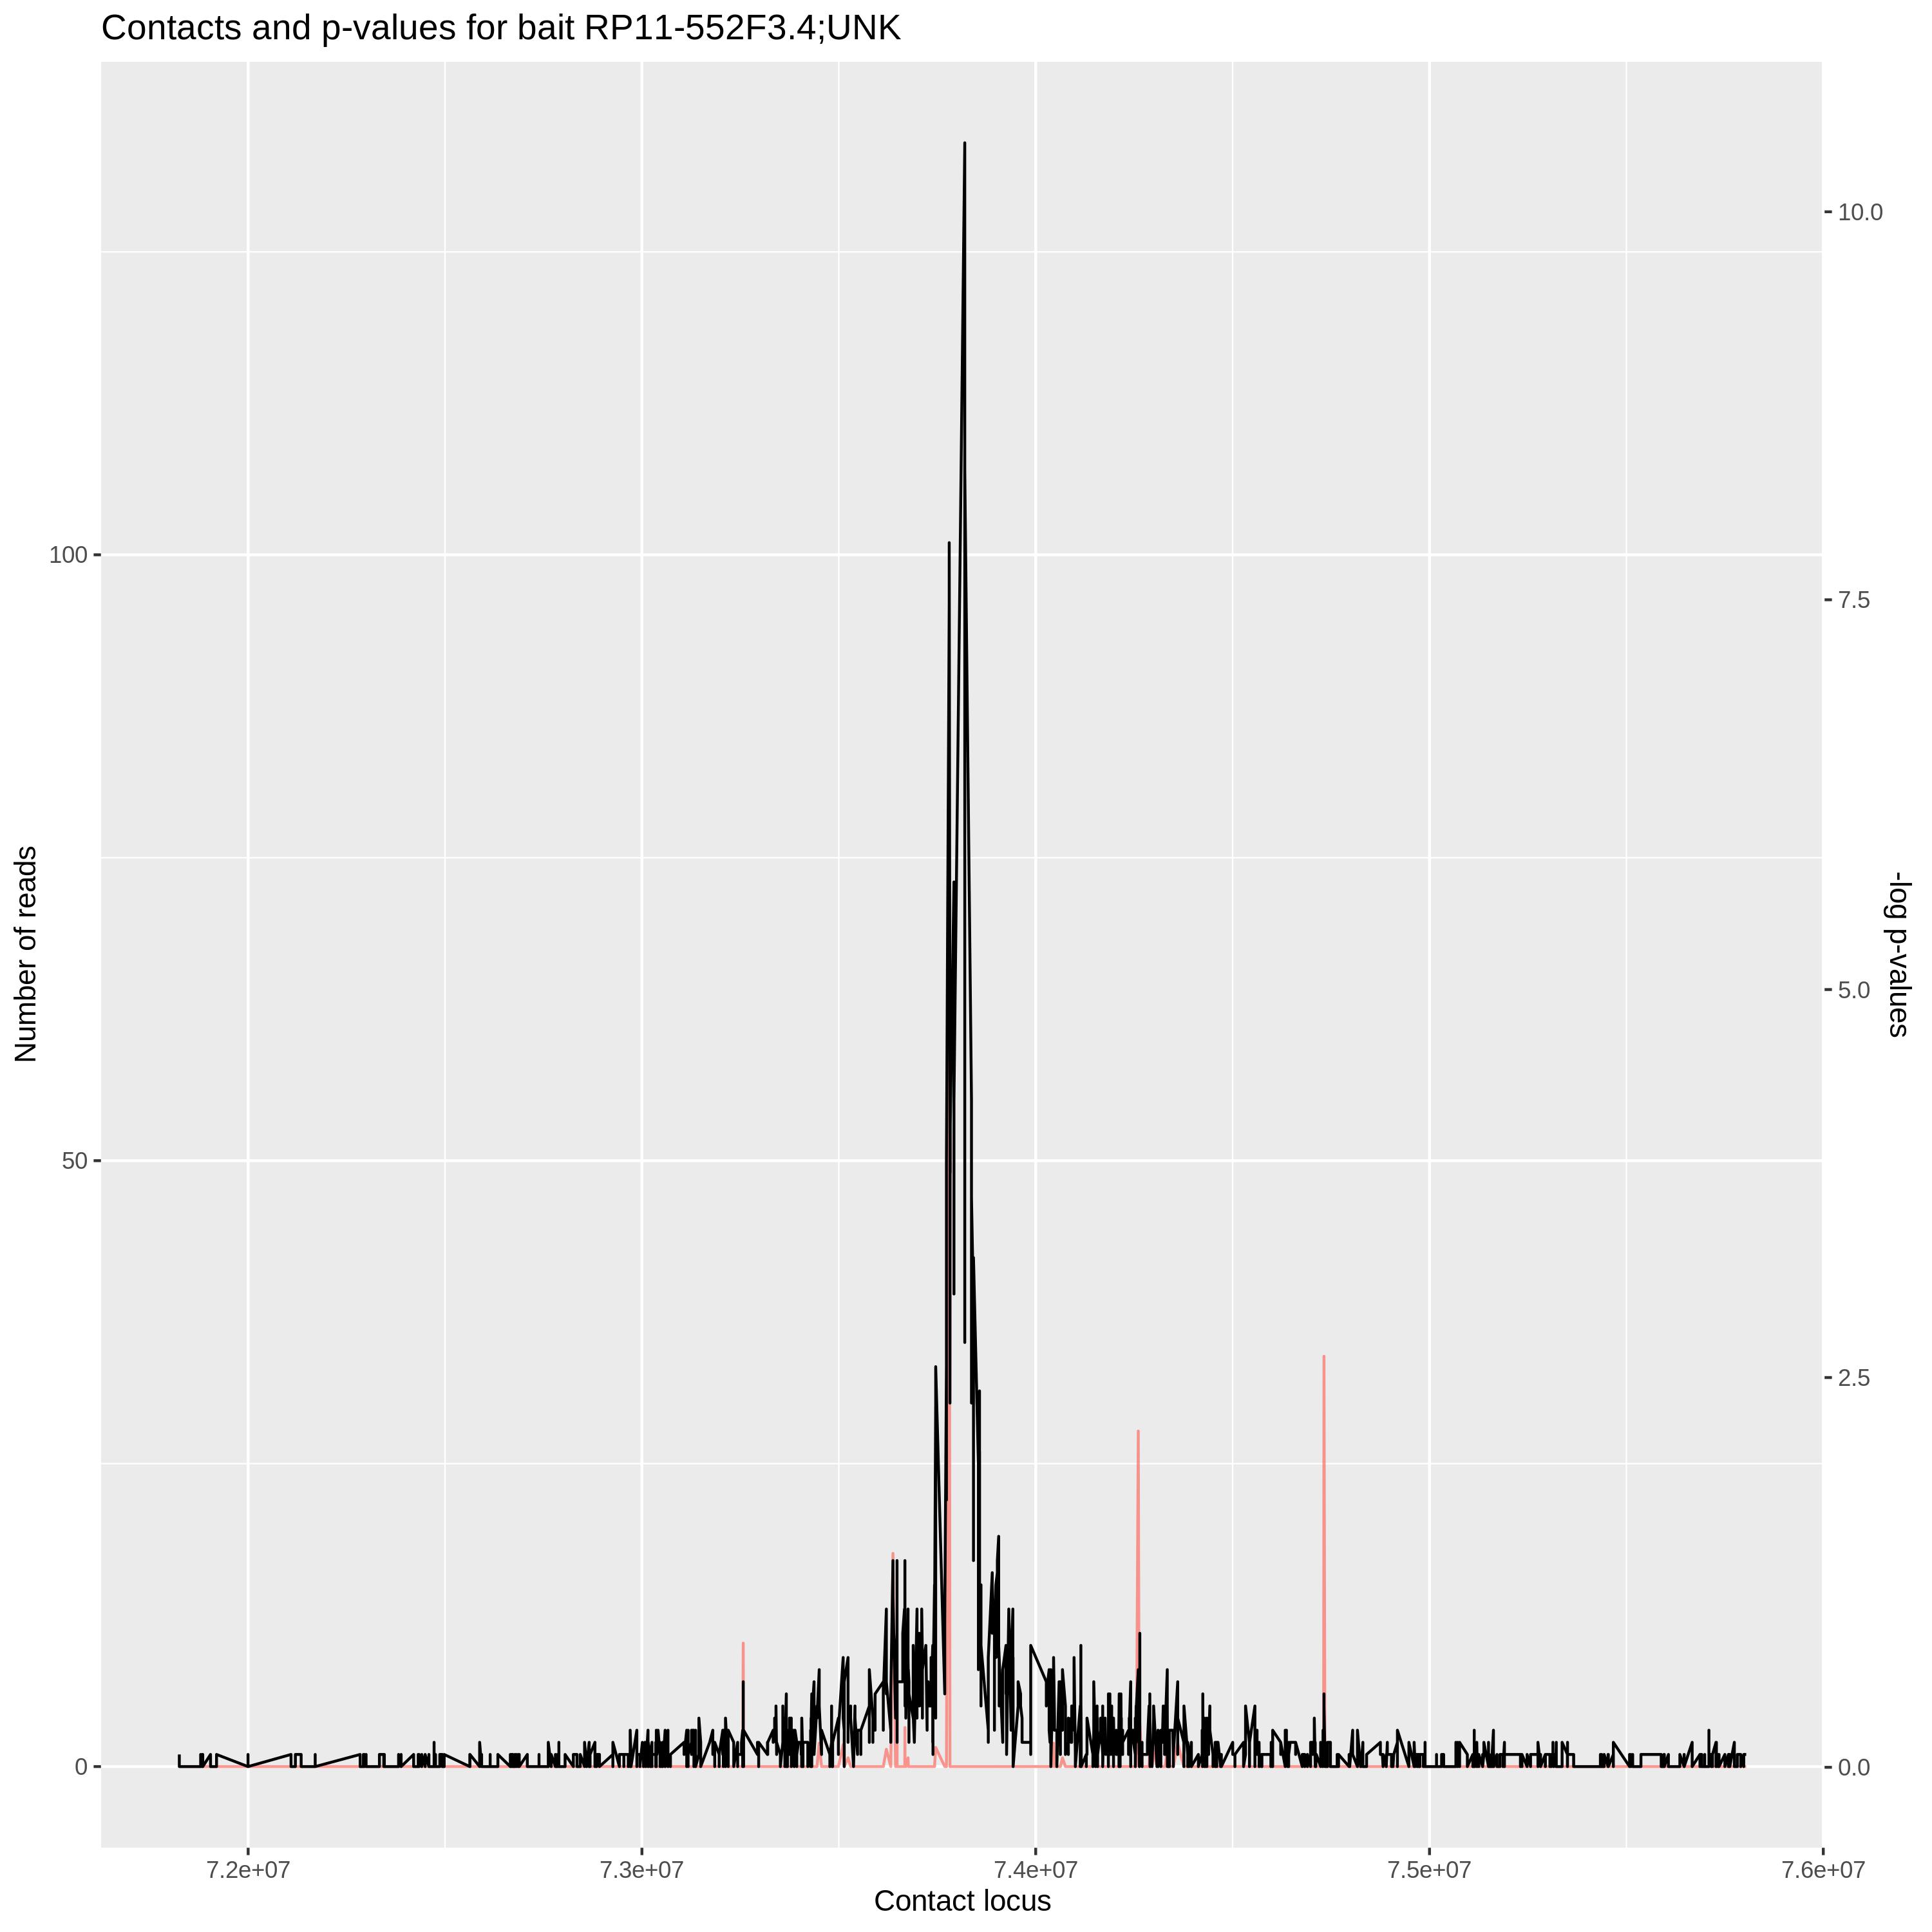 Contacts and p-values for bait RP11-552F3.4;UNK
Number of reads
100
50
0
10.0
7.5
5.0
2.5
0.0
-log p-values
7.2e+07 7.3e+07 7.4e+07 7.5e+07 7.6e+07
Contact locus